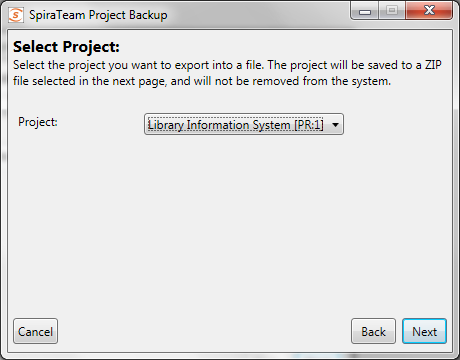 SpiraTeam Project Backup
Select Project:
Select the project you want to export into a file. The project will be saved to a ZIP
file selected in the next page, and will not be removed from the system.
Project:
Library Information System [PR:1]
Cancel
Back
Next